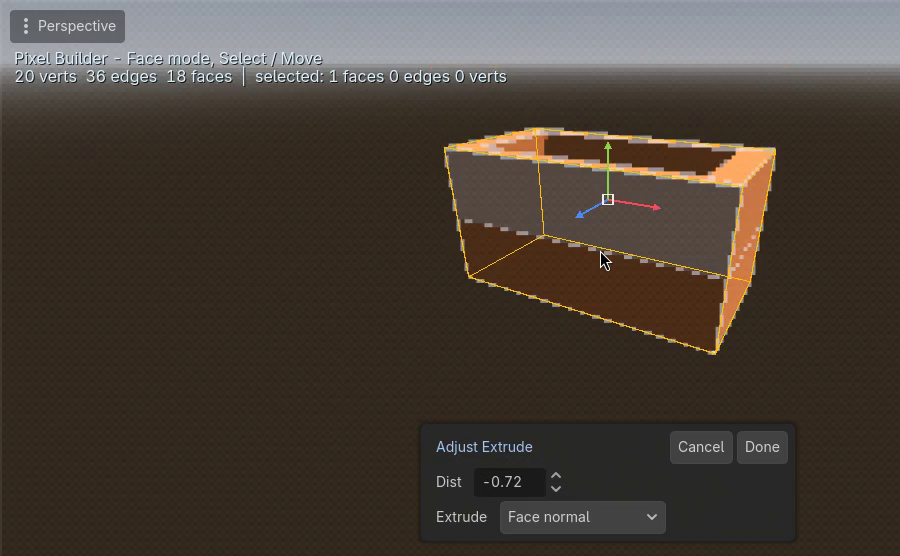 Perspective
Pixel Builder - Face mode, Select / Move
20 verts 36 edges 18 faces | selected: 1 faces 0 edges 0 verts
Adjust Extrude
Cancel
Done
Dist
-0.72
Extrude
Face normal